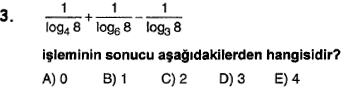 3. 1/log₄ 8 + 1/log₆ 8 - 1/log₃ 8
işleminin sonucu aşağıdakilerden hangisidir?
A) 0 B) 1 C) 2 D) 3 E) 4